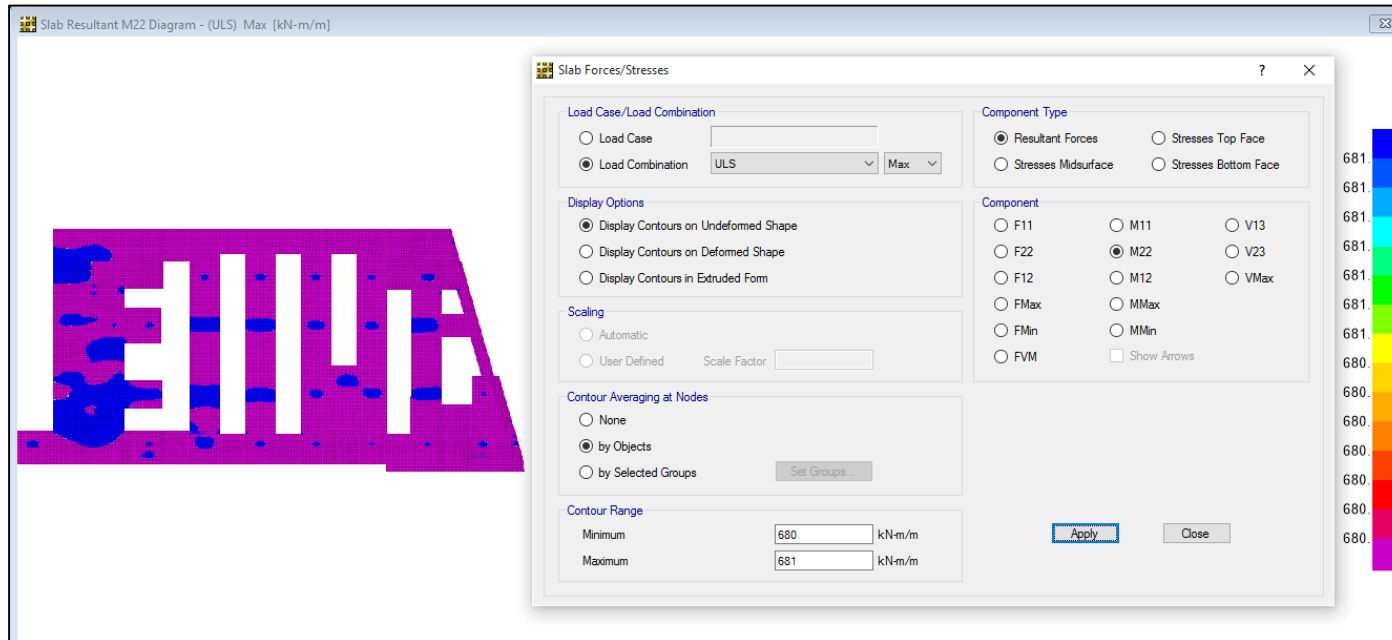 Slab Resultant M22 Diagram - (ULS) Max [kN-m/m]
Slab Forces/Stresses
?
Load Case/Load Combination
Load Case
Load Combination
ULS
Max
Component Type
Resultant Forces
Stresses Top Face
Stresses Midsurface
Stresses Bottom Face
Display Options
Display Contours on Undeformed Shape
Display Contours on Deformed Shape
Display Contours in Extruded Form
Component
F11
M11
V13
F22
M22
V23
F12
M12
VMax
FMax
MMax
FMin
MMin
FVM
Show Arrows
Scaling
Automatic
User Defined
Scale Factor
Contour Averaging at Nodes
None
by Objects
by Selected Groups
Set Groups...
Contour Range
Minimum
680
kN-m/m
Maximum
681
kN-m/m
Apply
Close
681.
681.
681.
681.
681.
681.
681.
680.
680.
680.
680.
680.
680.
680.